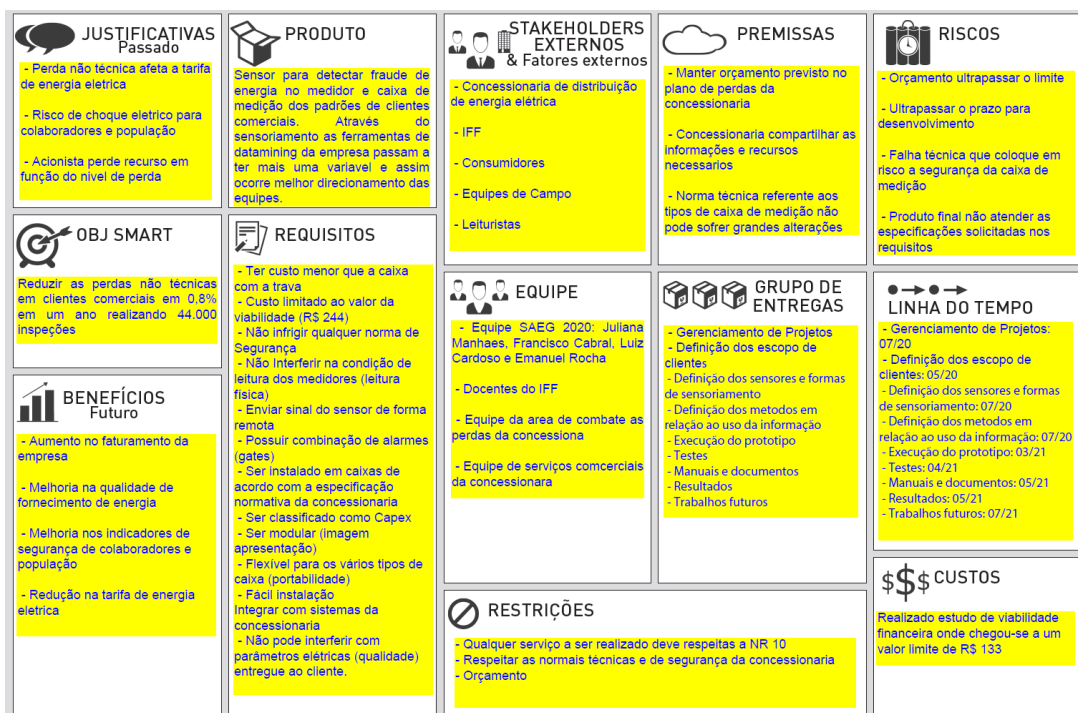 JUSTIFICATIVAS
Passado
- Perda não técnica afeta a tarifa
de energia eletrica
- Risco de choque eletrico para
colaboradores e população
- Acionista perde recurso em
função do nivel de perda
PRODUTO
Sensor para detectar fraude de
energia no medidor e caixa de
medição dos padrões de clientes
comerciais. Através do
sensoriamento as ferramentas de
datamining da empresa passam a
ter mais uma variavel e assim
ocorre melhor direcionamento das
equipes.
STAKEHOLDERS
EXTERNOS
& Fatores externos
- Concessionaria de distribuição
de energia elétrica
- IFF
- Consumidores
- Equipes de Campo
- Leituristas
PREMISSAS
- Manter orçamento previsto no
plano de perdas da
concessionaria
- Concessionaria compartilhar as
informações e recursos
necessarios
- Norma técnica referente aos
tipos de caixa de medição não
pode sofrer grandes alterações
RISCOS
- Orçamento ultrapassar o limite
- Ultrapassar o prazo para
desenvolvimento
- Falha técnica que coloque em
risco a segurança da caixa de
medição
- Produto final não atender as
especificações solicitadas nos
requisitos
OBJ SMART
Reduzir as perdas não técnicas
em clientes comerciais em 0,8%
em um ano realizando 44.000
inspeções
REQUISITOS
- Ter custo menor que a caixa
com a trava
- Custo limitado ao valor da
viabilidade (R$ 244)
- Não infrigir qualquer norma de
Segurança
- Não Interferir na condição de
leitura dos medidores (leitura
física)
- Enviar sinal do sensor de forma
remota
- Possuir combinação de alarmes
(gates)
- Ser instalado em caixas de
acordo com a especificação
normativa da concessionaria
- Ser classificado como Capex
- Ser modular (imagem
apresentação)
- Flexível para os vários tipos de
caixa (portabilidade)
- Fácil instalação
Integrar com sistemas da
concessionaria
- Não pode interferir com
parâmetros elétricas (qualidade)
entregue ao cliente.
EQUIPE
- Equipe SAEG 2020: Juliana
Manhaes, Francisco Cabral, Luiz
Cardoso e Emanuel Rocha
- Docentes do IFF
- Equipe da area de combate as
perdas da concessiona
- Equipe de serviços comcerciais
da concessionara
GRUPO DE
ENTREGAS
- Gerenciamento de Projetos
- Definição dos escopo de
clientes
- Definição dos sensores e formas
de sensoriamento
- Definição dos metodos em
relação ao uso da informação
- Execução do prototipo
- Testes
- Manuais e documentos
- Resultados
- Trabalhos futuros
LINHA DO TEMPO
- Gerenciamento de Projetos:
07/20
- Definição dos escopo de
clientes: 05/20
- Definição dos sensores e formas
de sensoriamento: 07/20
- Definição dos metodos em
relação ao uso da informação: 07/20
- Execução do prototipo: 03/21
- Testes: 04/21
- Manuais e documentos: 05/21
- Resultados: 05/21
- Trabalhos futuros: 07/21
BENEFÍCIOS
Futuro
- Aumento no faturamento da
empresa
- Melhoria na qualidade de
fornecimento de energia
- Melhoria nos indicadores de
segurança de colaboradores e
população
- Redução na tarifa de energia
eletrica
RESTRIÇÕES
- Qualquer serviço a ser realizado deve respeitas a NR 10
- Respeitar as normais técnicas e de segurança da concessionaria
- Orçamento
$$$ CUSTOS
Realizado estudo de viabilidade
financeira onde chegou-se a um
valor limite de R$ 133